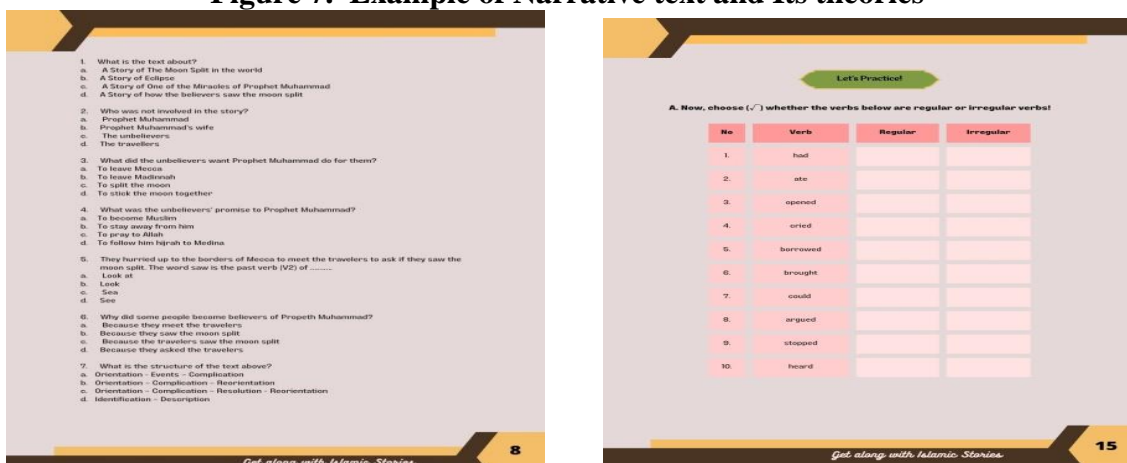 Figure 7. Example of Narrative text and Its theories
1. What is the text about?
a. A Story of The Moon Split in the world
b. A Story of Eclipse
c. A Story of One of the Miracles of Prophet Muhammad
d. A Story of how the believers saw the moon split
2. Who was not involved in the story?
a. Prophet Muhammad
b. Prophet Muhammad's wife
c. The unbelievers
d. The travellers
3. What did the unbelievers want Prophet Muhammad do for them?
a. To leave Mecca
b. To leave Madinnah
c. To split the moon
d. To stick the moon together
4. What was the unbelievers' promise to Prophet Muhammad?
a. To become Muslim
b. To stay away from him
c. To pray to Allah
d. To follow him hijrah to Medina
5. They hurried up to the borders of Mecca to meet the travelers to ask if they saw the
moon split. The word saw is the past verb (V2) of .........
a. Look at
b. Look
c. Sea
d. See
6. Why did some people become believers of Propeth Muhammad?
a. Because they meet the travelers
b. Because they saw the moon split
c. Because the travelers saw the moon split
d. Because they asked the travelers
7. What is the structure of the text above?
a. Orientation - Events - Complication
b. Orientation - Complication - Reorientation
c. Orientation - Complication - Resolution - Reorientation
d. Identification - Description
8
Get along with Islamic Stories
Let's Practice!
A. Now, choose (√) whether the verbs below are regular or irregular verbs!
No Verb Regular Irregular
1. had
2. ate
3. opened
4. cried
5. borrowed
6. brought
7. could
8. argued
9. stopped
10. heard
15
Get along with Islamic Stories